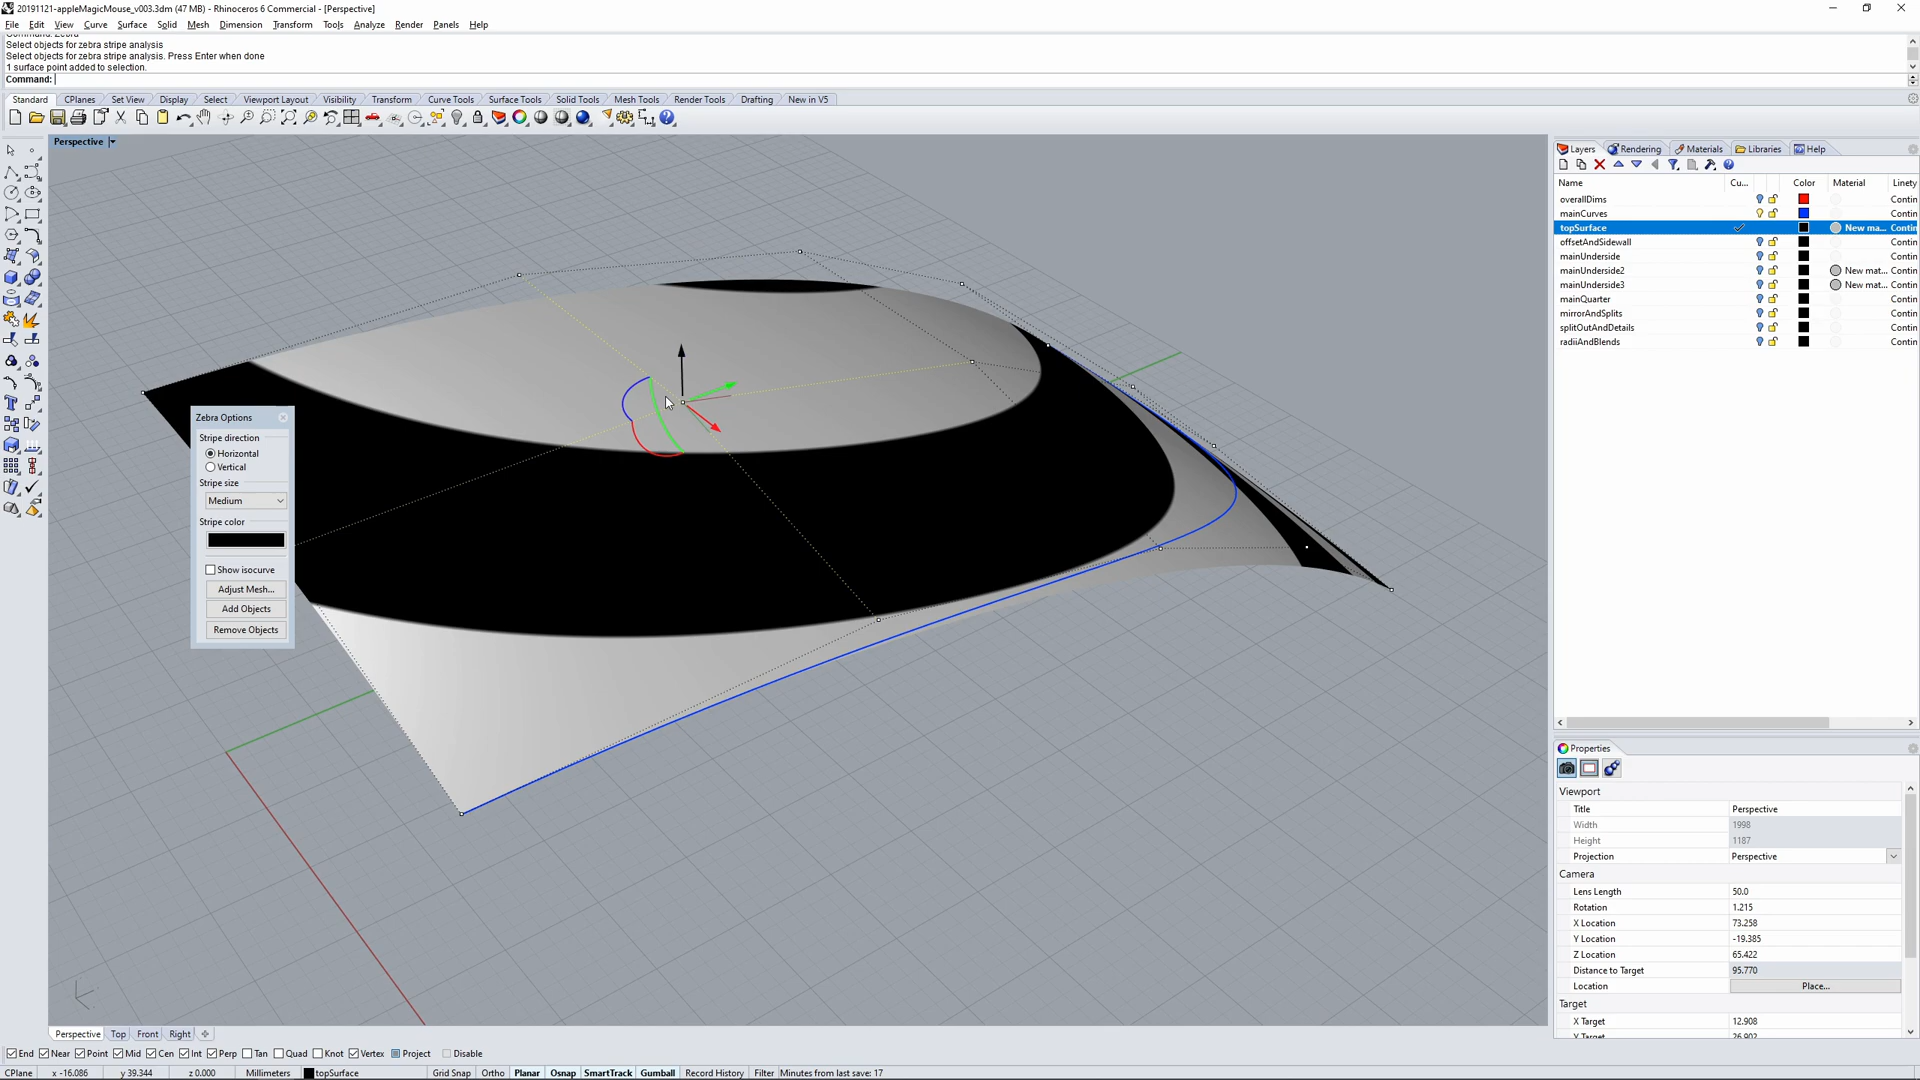 20191121-appleMagicMouse_v003.3dm (47 MB) - Rhinoceros 6 Commercial - [Perspective]
File Edit View Curve Surface Solid Mesh Dimension Transform Tools Analyze Render Panels Help
Select objects for zebra stripe analysis
Select objects for zebra stripe analysis. Press Enter when done
1 surface point added to selection.
Command:
Standard CPlanes Set View Display Select Viewport Layout Visibility Transform Curve Tools Surface Tools Solid Tools Mesh Tools Render Tools Drafting New in V5
Perspective
Zebra Options
Stripe direction
Horizontal
Vertical
Stripe size
Medium
Stripe color
Show isocurve
Adjust Mesh...
Add Objects
Remove Objects
Layers Rendering Materials Libraries Help
Name Cu... Color Material Linety
overallDims Contin
mainCurves Contin
topSurface New ma... Contin
offsetAndSidewall Contin
mainUnderside Contin
mainUnderside2 New mat... Contin
mainUnderside3 New mat... Contin
mainQuarter Contin
mirrorAndSplits Contin
splitOutAndDetails Contin
radiiAndBlends Contin
Properties
Viewport
Title Perspective
Width 1998
Height 1187
Projection Perspective
Camera
Lens Length 50.0
Rotation 1.215
X Location 73.258
Y Location -19.385
Z Location 65.422
Distance to Target 95.770
Location Place...
Target
X Target 12.908
Y Target 26.902
Perspective Top Front Right
End Near Point Mid Cen Int Perp Tan Quad Knot Vertex Project Disable
CPlane x -16.086 y 39.344 z 0.000 Millimeters topSurface Grid Snap Ortho Planar Osnap SmartTrack Gumball Record History Filter Minutes from last save: 17